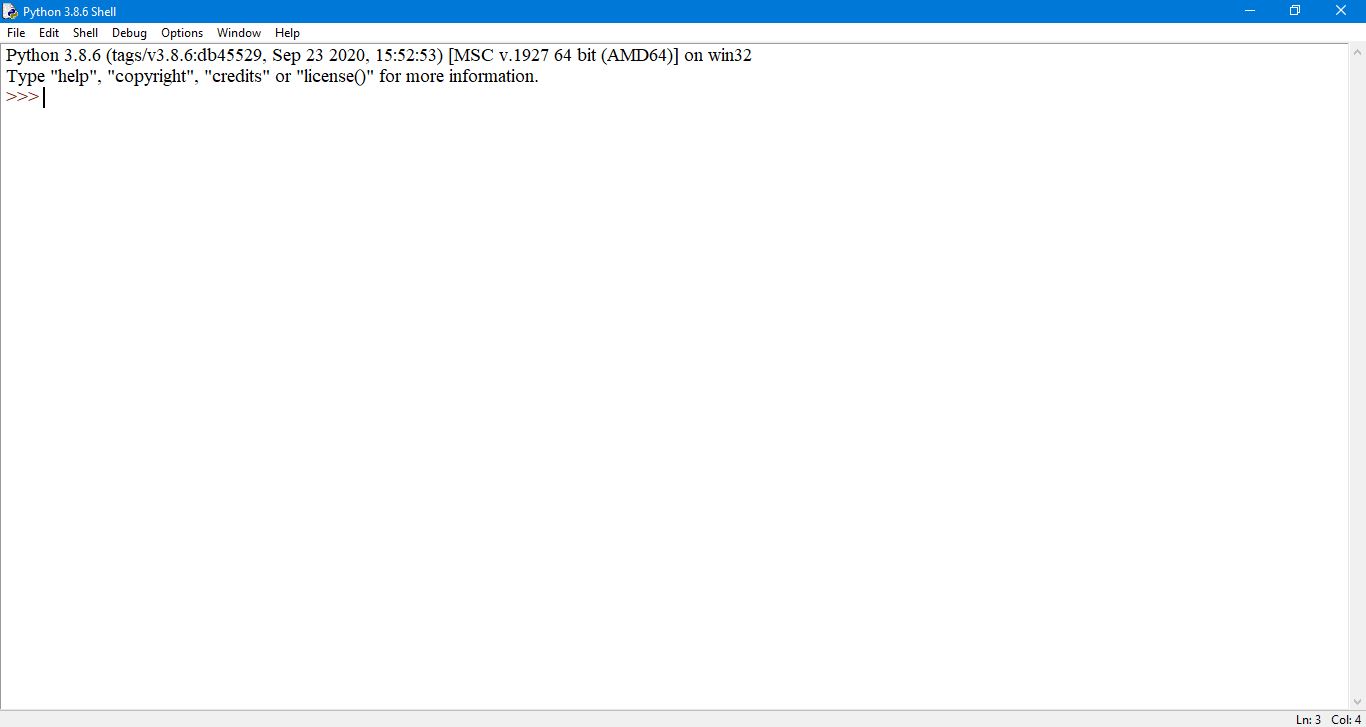 Python 3.8.6 Shell
File Edit Shell Debug Options Window Help
Python 3.8.6 (tags/v3.8.6:db45529, Sep 23 2020, 15:52:53) [MSC v.1927 64 bit (AMD64)] on win32
Type "help", "copyright", "credits" or "license()" for more information.
>>>
Ln: 3 Col: 4